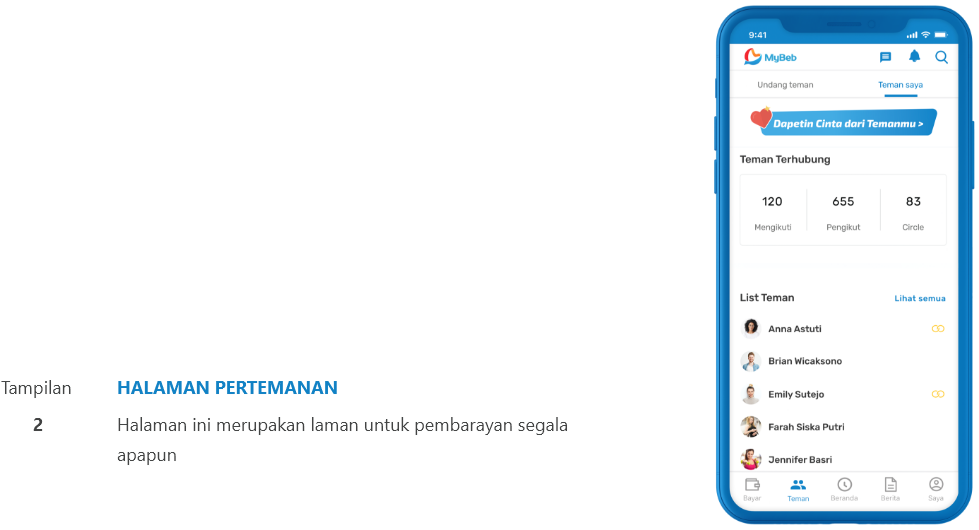 Tampilan
2
HALAMAN PERTEMANAN
Halaman ini merupakan laman untuk pembarayan segala
apapun
9:41
MyBeb
Undang teman Teman saya
Dapetin Cinta dari Temanmu >
Teman Terhubung
120 655 83
Mengikuti Pengikut Circle
List Teman Lihat semua
Anna Astuti
Brian Wicaksono
Emily Sutejo
Farah Siska Putri
Jennifer Basri
Bayar Teman Beranda Berita Saya